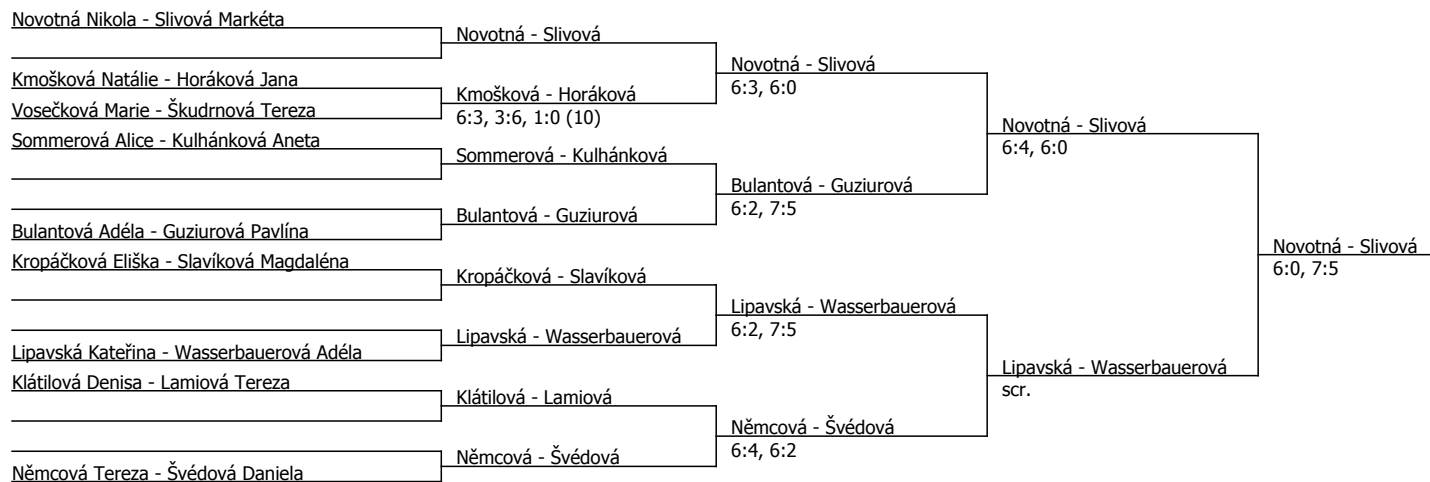 Novotná Nikola - Slivová Markéta
Kmošková Natálie - Horáková Jana
Vosečková Marie - Škudrnová Tereza
Sommerová Alice - Kulhánková Aneta
Bulantová Adéla - Guziurová Pavlína
Kropáčková Eliška - Slavíková Magdaléna
Lipavská Kateřina - Wasserbauerová Adéla
Klátilová Denisa - Lamiová Tereza
Němcová Tereza - Švédová Daniela
Novotná - Slivová
Kmošková - Horáková
6:3, 3:6, 1:0 (10)
Sommerová - Kulhánková
Bulantová - Guziurová
Kropáčková - Slavíková
Lipavská - Wasserbauerová
Klátilová - Lamiová
Němcová - Švédová
Novotná - Slivová
6:3, 6:0
Bulantová - Guziurová
6:2, 7:5
Lipavská - Wasserbauerová
6:2, 7:5
Němcová - Švédová
6:4, 6:2
Novotná - Slivová
6:4, 6:0
Lipavská - Wasserbauerová
scr.
Novotná - Slivová
6:0, 7:5